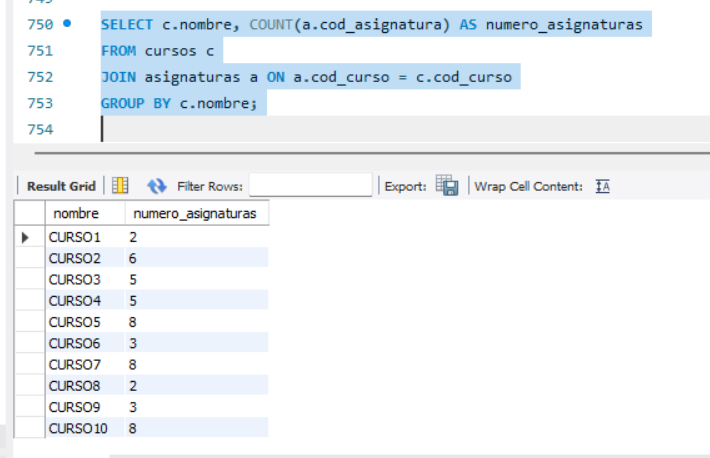 750 SELECT c.nombre, COUNT(a.cod_asignatura) AS numero_asignaturas
751 FROM cursos c
752 JOIN asignaturas a ON a.cod_curso = c.cod_curso
753 GROUP BY c.nombre;
754
Result Grid Filter Rows: Export: Wrap Cell Content: IA
nombre numero_asignaturas
CURSO1 2
CURSO2 6
CURSO3 5
CURSO4 5
CURSO5 8
CURSO6 3
CURSO7 8
CURSO8 2
CURSO9 3
CURSO10 8